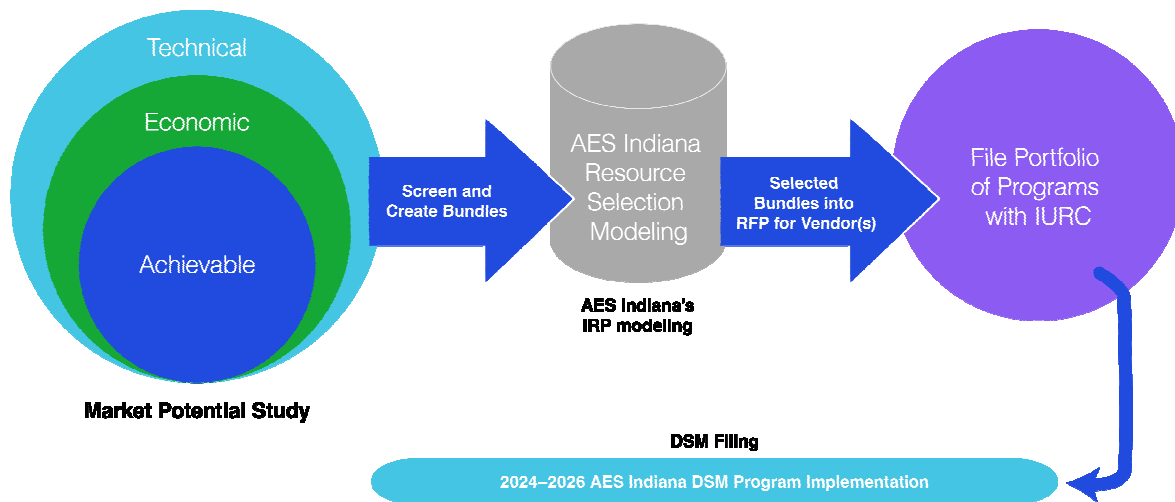 Technical
Economic
Achievable
Market Potential Study
Screen and
Create Bundles
AES Indiana
Resource
Selection
Modeling
AES Indiana's
IRP modeling
Selected
Bundles into
RFP for Vendor(s)
File Portfolio
of Programs
with IURC
DSM Filing
2024–2026 AES Indiana DSM Program Implementation